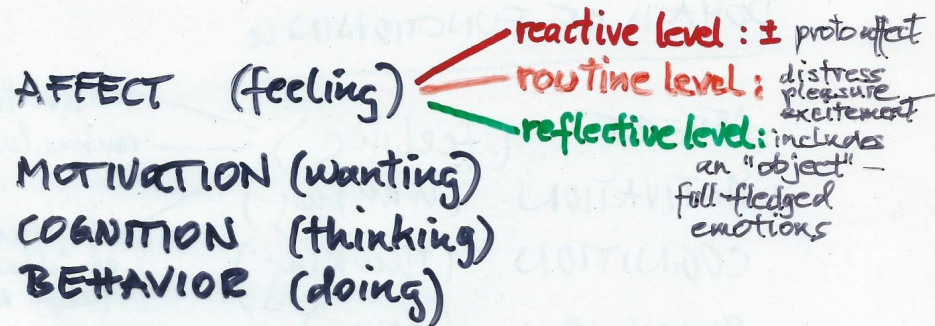 AFFECT (feeling)
reactive level : ± protoaffect
routine level : distress
pleasure
excitement
reflective level: includes
an "object" –
full-fledged
emotions
MOTIVATION (wanting)
COGNITION (thinking)
BEHAVIOR (doing)